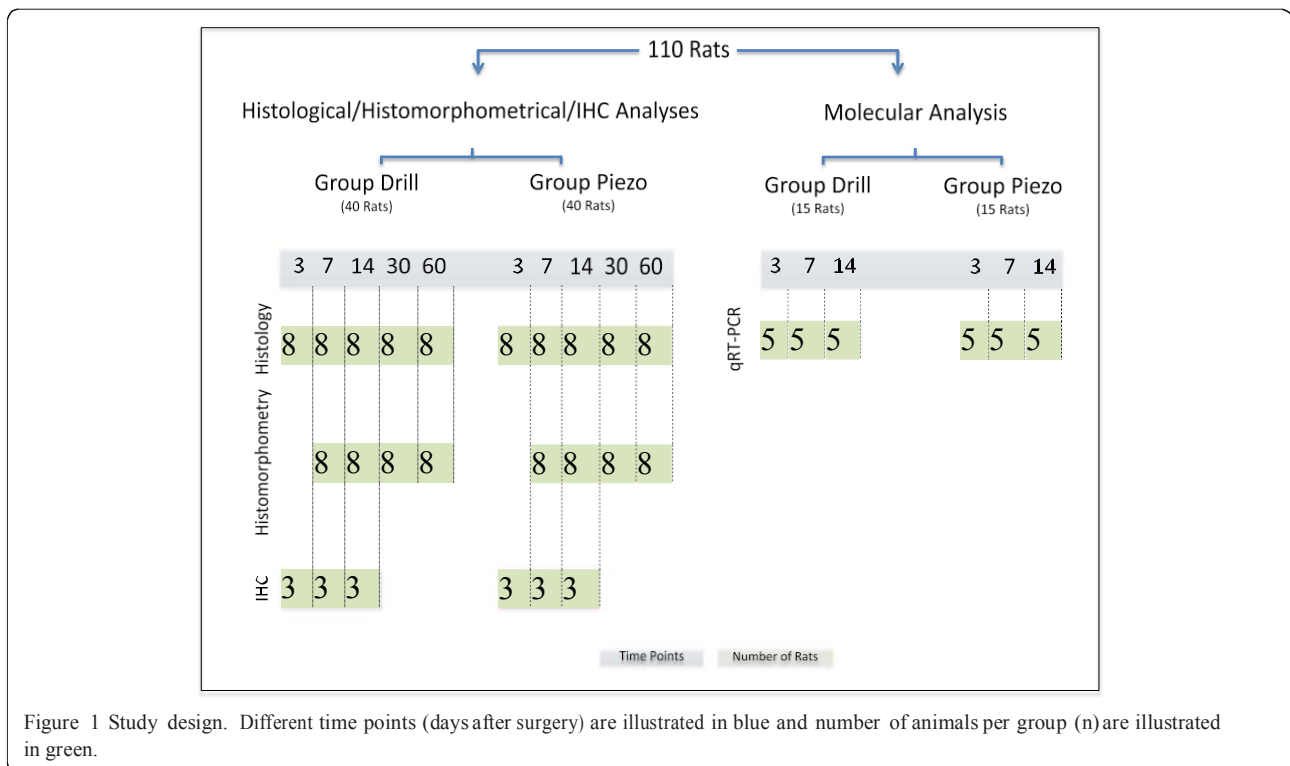 110 Rats
Histological/Histomorphometrical/IHC Analyses
Molecular Analysis
Group Drill
(40 Rats)
Group Piezo
(40 Rats)
Group Drill
(15 Rats)
Group Piezo
(15 Rats)
3 7 14 30 60
3 7 14 30 60
3 7 14
3 7 14
Histology
8 8 8 8 8
8 8 8 8 8
qRT-PCR
5 5 5
5 5 5
Histomorphometry
8 8 8 8
8 8 8 8
IHC
3 3 3
3 3 3
Time Points
Number of Rats
Figure 1 Study design. Different time points (days after surgery) are illustrated in blue and number of animals per group (n) are illustrated
in green.